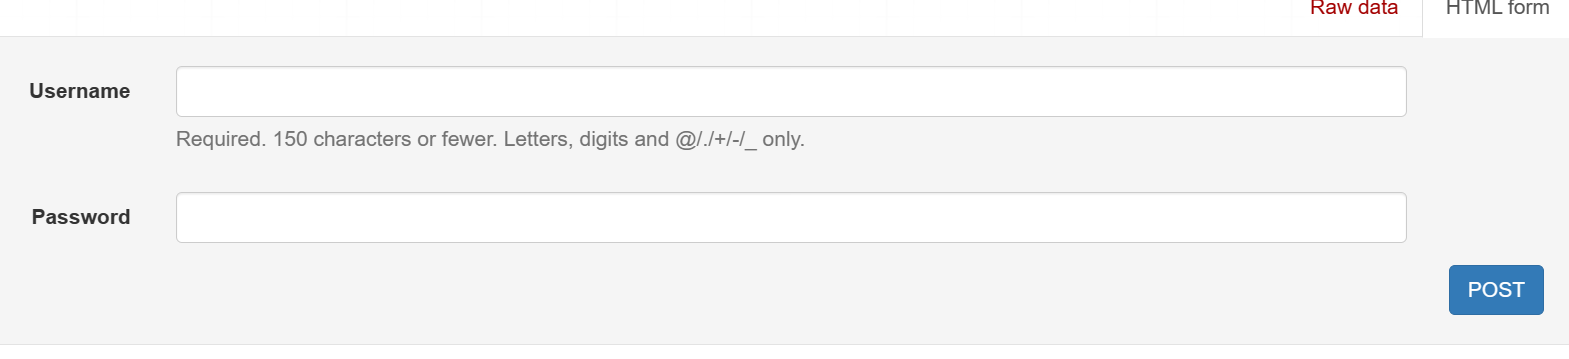 Raw data HTML form
Username
Required. 150 characters or fewer. Letters, digits and @/./+/-/_ only.
Password
POST